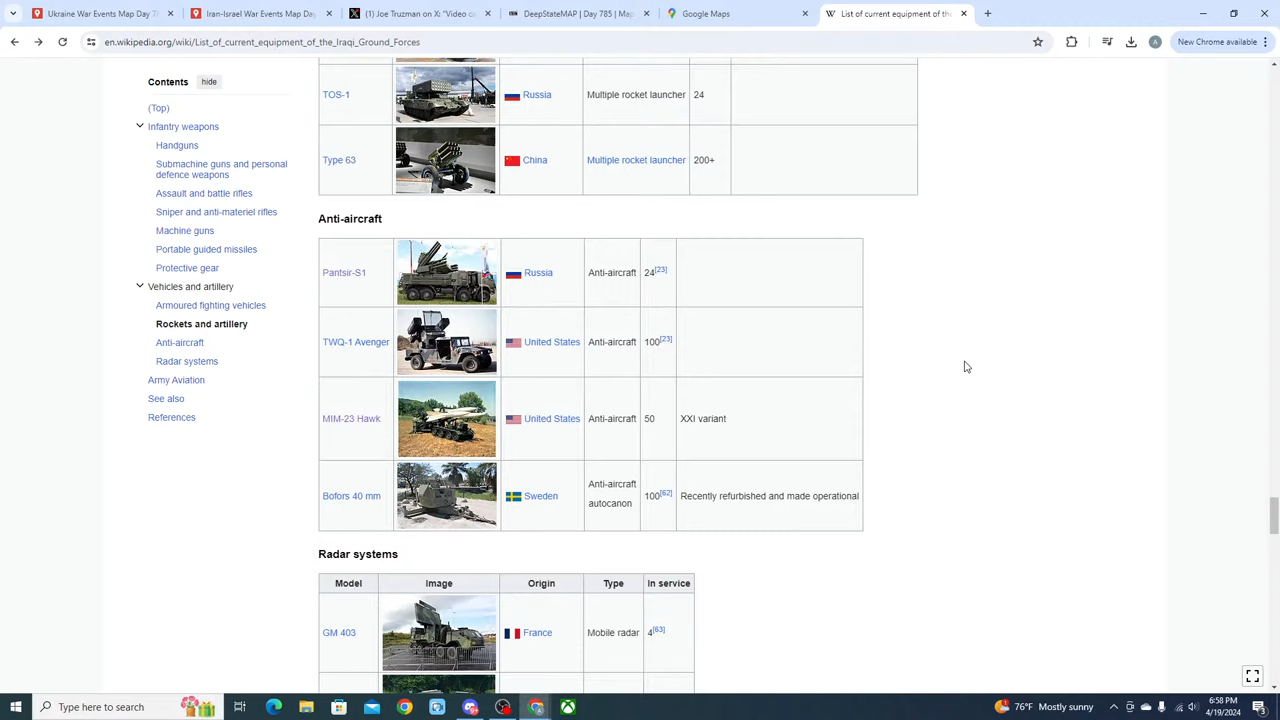 Ukraine War Events Map Day 7
Iran-Israel War Events Map Day
(1) Joe Truzman on X: "Video c
DeepStateMAP | Day 785 | Map
Google Maps
List of current equipment of the
en.wikipedia.org/wiki/List_of_current_equipment_of_the_Iraqi_Ground_Forces
A
New Chrome available
Contents
hide
(Top)
Infantry weapons
Handguns
Submachine guns and personal
defence weapons
Assault and battle rifles
Sniper and anti-materiel rifles
Machine guns
Portable guided missiles
Protective gear
Vehicles and artillery
Armoured fighting vehicles
Rockets and artillery
Anti-aircraft
Radar systems
Army Aviation
See also
References
TOS-1 Russia Multiple rocket launcher 24
Type 63 China Multiple rocket launcher 200+
Anti-aircraft
Pantsir-S1 Russia Anti-aircraft 24[23]
TWQ-1 Avenger United States Anti-aircraft 100[23]
MIM-23 Hawk United States Anti-aircraft 50 XXI variant
Bofors 40 mm Sweden Anti-aircraft autocanon 100[62] Recently refurbished and made operational
Radar systems
Model Image Origin Type In service
GM 403 France Mobile radar 4[63]
Type here to search
76°F Mostly sunny
6:58 PM
4/19/2024